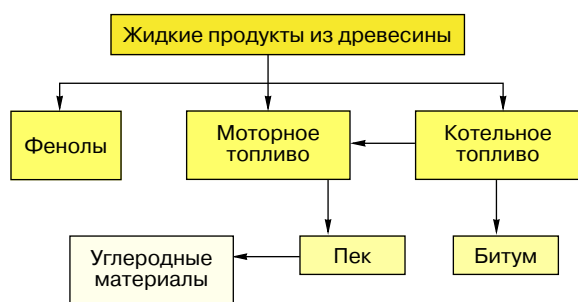 Жидкие продукты из древесины
Фенолы
Моторное
топливо
Котельное
топливо
Углеродные
материалы
Пек
Битум